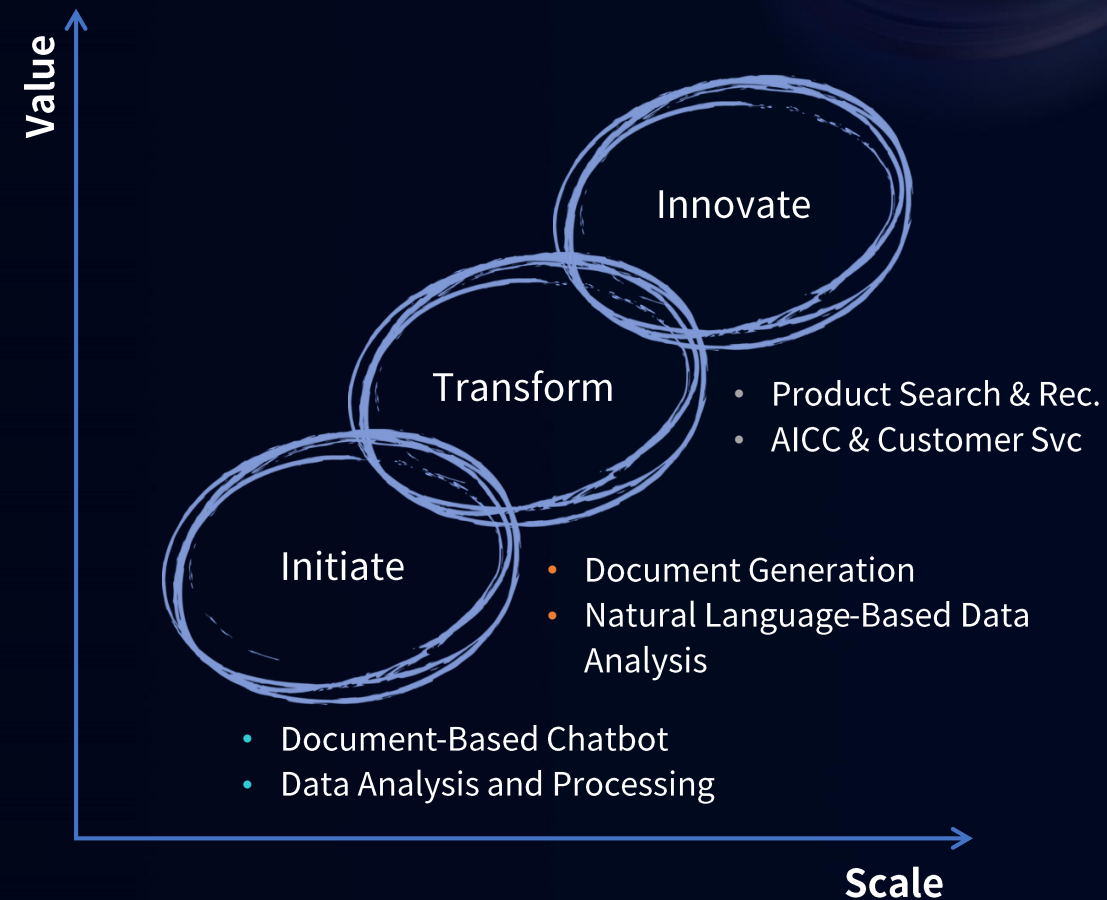 Value
Innovate
Transform
• Product Search & Rec.
• AICC & Customer Svc
Initiate
• Document Generation
• Natural Language-Based Data
Analysis
• Document-Based Chatbot
• Data Analysis and Processing
Scale